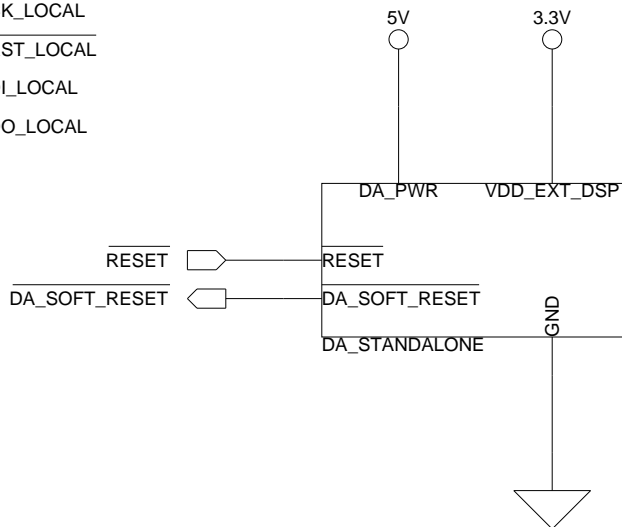 K_LOCAL
ST_LOCAL
I_LOCAL
O_LOCAL
5V
3.3V
DA_PWR
VDD_EXT_DSP
RESET
RESET
DA_SOFT_RESET
DA_SOFT_RESET
GND
DA_STANDALONE